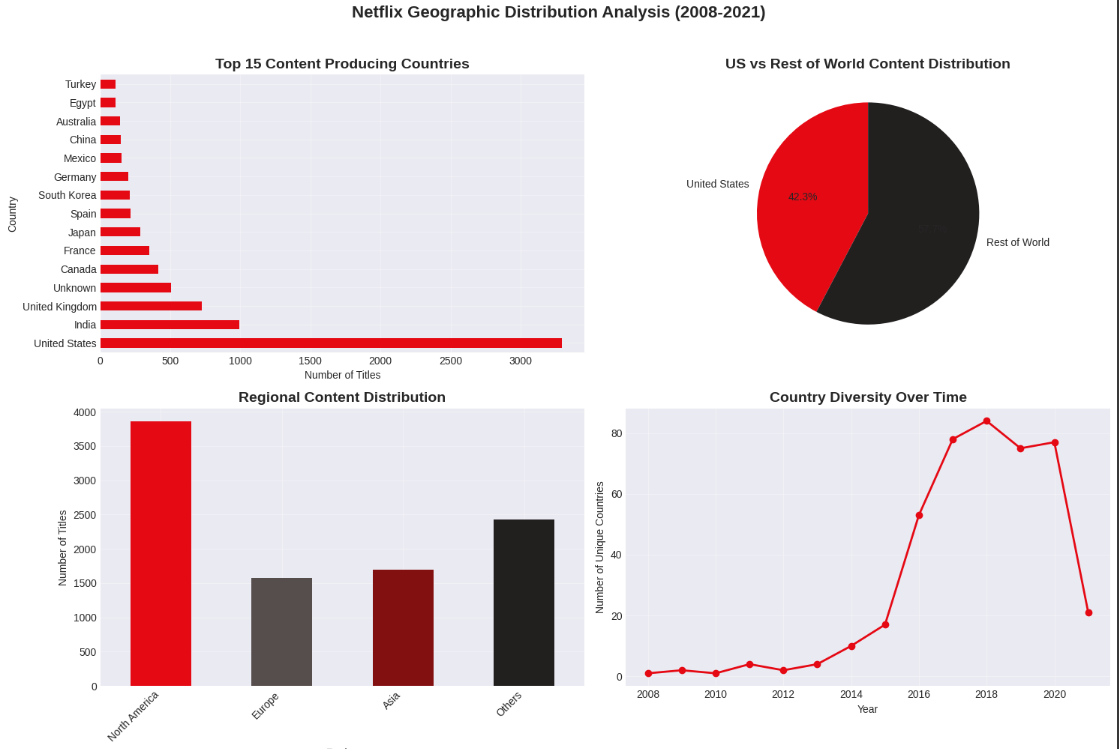 Netflix Geographic Distribution Analysis (2008-2021)
Top 15 Content Producing Countries
Country
Turkey
Egypt
Australia
China
Mexico
Germany
South Korea
Spain
Japan
France
Canada
Unknown
United Kingdom
India
United States
0 500 1000 1500 2000 2500 3000
Number of Titles
US vs Rest of World Content Distribution
United States
42.3%
Rest of World
Regional Content Distribution
Number of Titles
4000
3500
3000
2500
2000
1500
1000
500
0
North America Europe Asia Others
Country Diversity Over Time
Number of Unique Countries
80
60
40
20
0
2008 2010 2012 2014 2016 2018 2020
Year